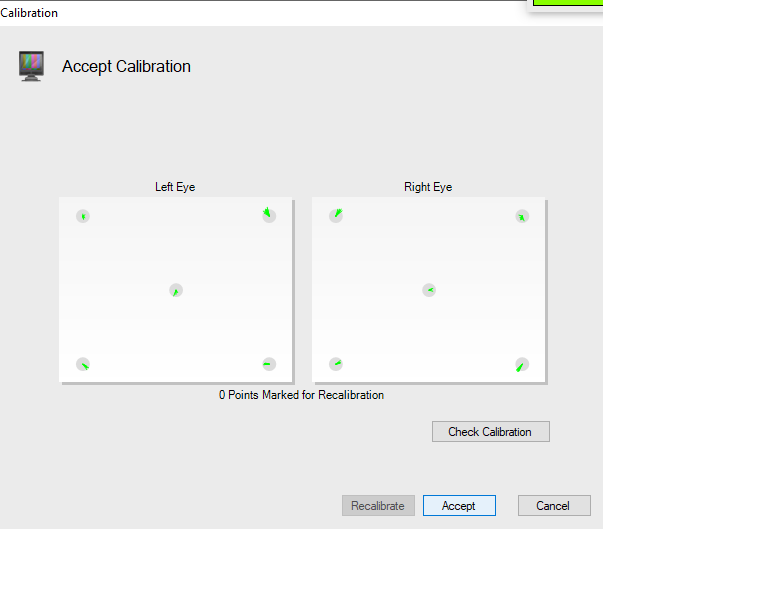 Calibration
Accept Calibration
Left Eye
Right Eye
0 Points Marked for Recalibration
Check Calibration
Recalibrate
Accept
Cancel